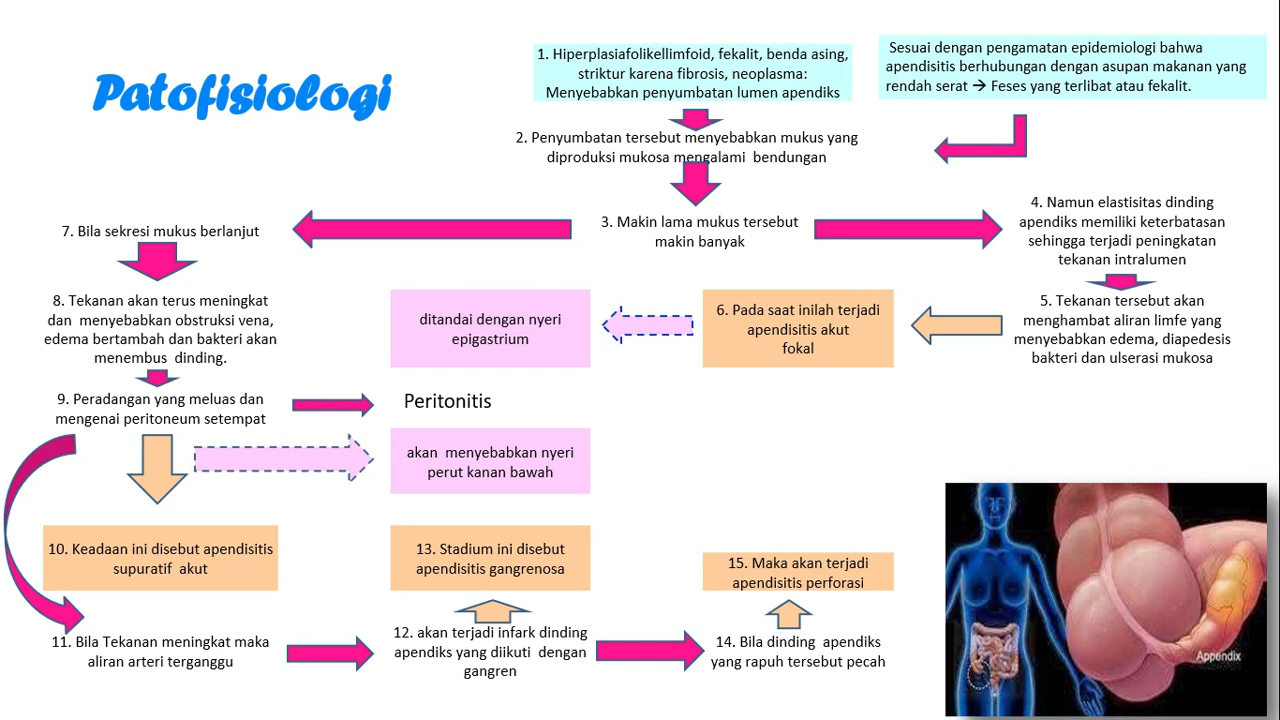 Patofisiologi
1. Hiperplasiafolikellimfoid, fekalit, benda asing,
striktur karena fibrosis, neoplasma:
Menyebabkan penyumbatan lumen apendiks
Sesuai dengan pengamatan epidemiologi bahwa
apendisitis berhubungan dengan asupan makanan yang
rendah serat → Feses yang terlibat atau fekalit.
2. Penyumbatan tersebut menyebabkan mukus yang
diproduksi mukosa mengalami bendungan
3. Makin lama mukus tersebut
makin banyak
4. Namun elastisitas dinding
apendiks memiliki keterbatasan
sehingga terjadi peningkatan
tekanan intralumen
5. Tekanan tersebut akan
menghambat aliran limfe yang
menyebabkan edema, diapedesis
bakteri dan ulserasi mukosa
6. Pada saat inilah terjadi
apendisitis akut
fokal
ditandai dengan nyeri
epigastrium
7. Bila sekresi mukus berlanjut
8. Tekanan akan terus meningkat
dan menyebabkan obstruksi vena,
edema bertambah dan bakteri akan
menembus dinding.
9. Peradangan yang meluas dan
mengenai peritoneum setempat
Peritonitis
akan menyebabkan nyeri
perut kanan bawah
10. Keadaan ini disebut apendisitis
supuratif akut
11. Bila Tekanan meningkat maka
aliran arteri terganggu
12. akan terjadi infark dinding
apendiks yang diikuti dengan
gangren
13. Stadium ini disebut
apendisitis gangrenosa
14. Bila dinding apendiks
yang rapuh tersebut pecah
15. Maka akan terjadi
apendisitis perforasi
Appendix